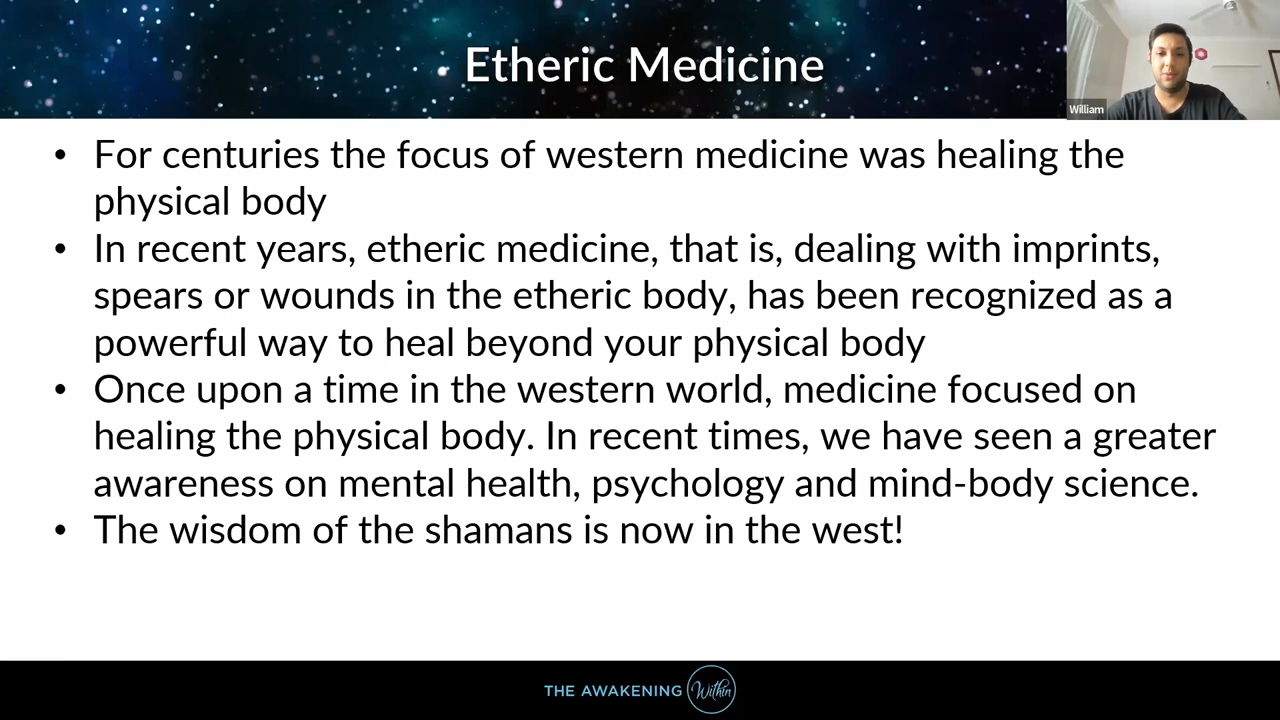 Etheric Medicine
William
• For centuries the focus of western medicine was healing the
physical body
• In recent years, etheric medicine, that is, dealing with imprints,
spears or wounds in the etheric body, has been recognized as a
powerful way to heal beyond your physical body
• Once upon a time in the western world, medicine focused on
healing the physical body. In recent times, we have seen a greater
awareness on mental health, psychology and mind-body science.
• The wisdom of the shamans is now in the west!
THE AWAKENING Within